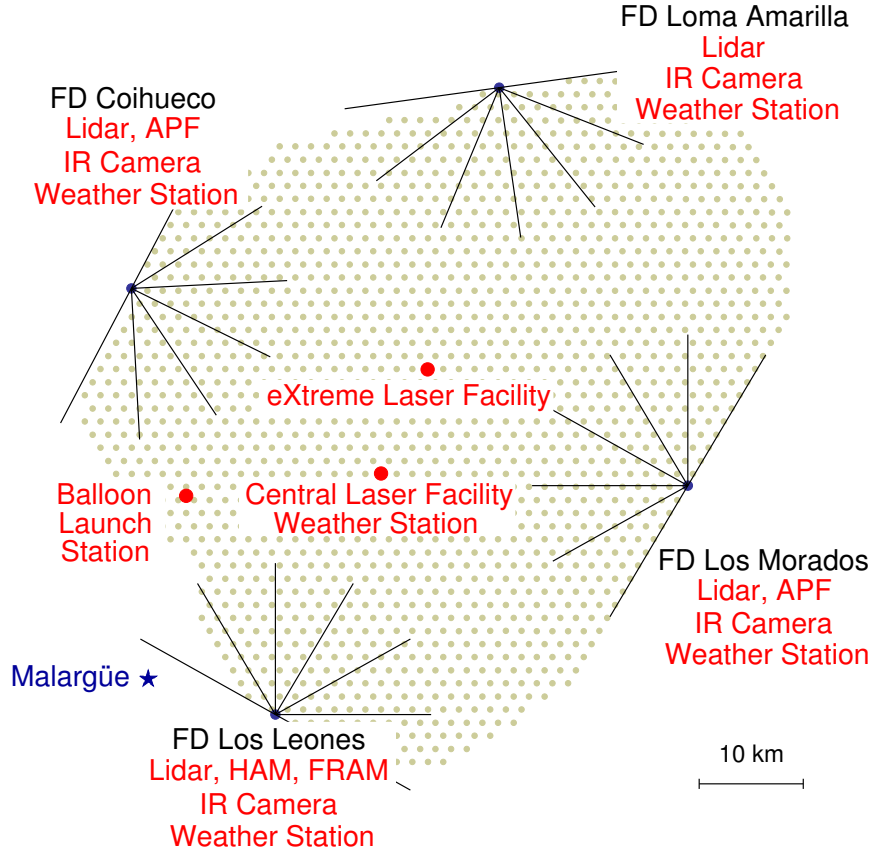 FD Loma Amarilla
Lidar
IR Camera
Weather Station
FD Coihueco
Lidar, APF
IR Camera
Weather Station
eXtreme Laser Facility
Balloon
Launch
Station
Central Laser Facility
Weather Station
FD Los Morados
Lidar, APF
IR Camera
Weather Station
Malargüe
FD Los Leones
Lidar, HAM, FRAM
IR Camera
Weather Station
10 km